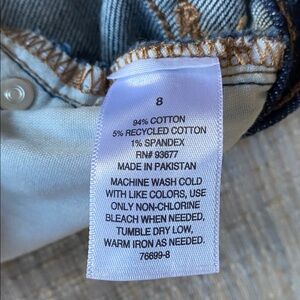 8
94% COTTON
5% RECYCLED COTTON
1% SPANDEX
RN# 93677
MADE IN PAKISTAN
MACHINE WASH COLD
WITH LIKE COLORS, USE
ONLY NON-CHLORINE
BLEACH WHEN NEEDED,
TUMBLE DRY LOW,
WARM IRON AS NEEDED.
76699-8